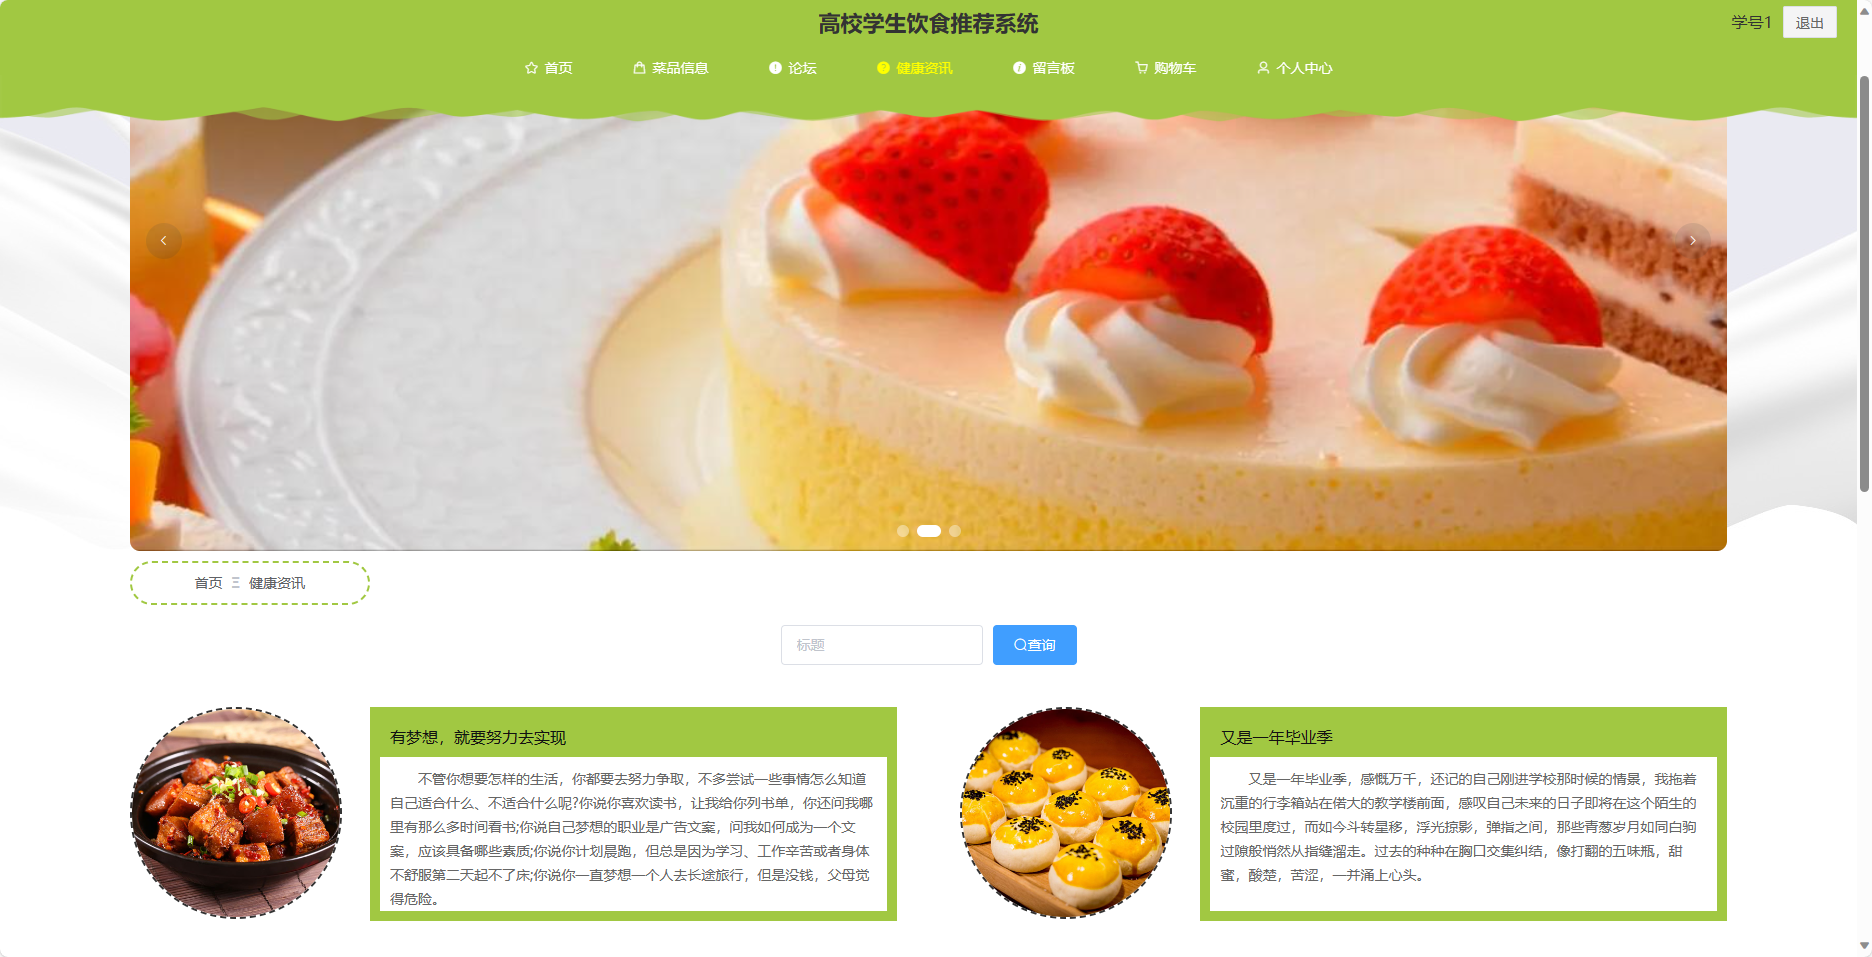 高校学生饮食推荐系统
学号1 退出
首页 菜品信息 论坛 健康资讯 留言板 购物车 个人中心
首页 健康资讯
标题 查询
有梦想，就要努力去实现
不管你想要怎样的生活，你都要去努力争取，不多尝试一些事情怎么知道
自己适合什么、不适合什么呢?你说你喜欢读书，让我给你列书单，你还问我哪
里有那么多时间看书;你说自己梦想的职业是广告文案，问我如何成为一个文
案，应该具备哪些素质;你说你计划晨跑，但总是因为学习、工作辛苦或者身体
不舒服第二天起不了床;你说你一直梦想一个人去长途旅行，但是没钱，父母觉
得危险。
又是一年毕业季
又是一年毕业季，感慨万千，还记的自己刚进学校那时候的情景，我拖着
沉重的行李箱站在偌大的教学楼前面，感叹自己未来的日子即将在这个陌生的
校园里度过，而如今斗转星移，浮光掠影，弹指之间，那些青葱岁月如同白驹
过隙般悄然从指缝溜走。过去的种种在胸口交集纠结，像打翻的五味瓶，甜
蜜，酸楚，苦涩，一并涌上心头。